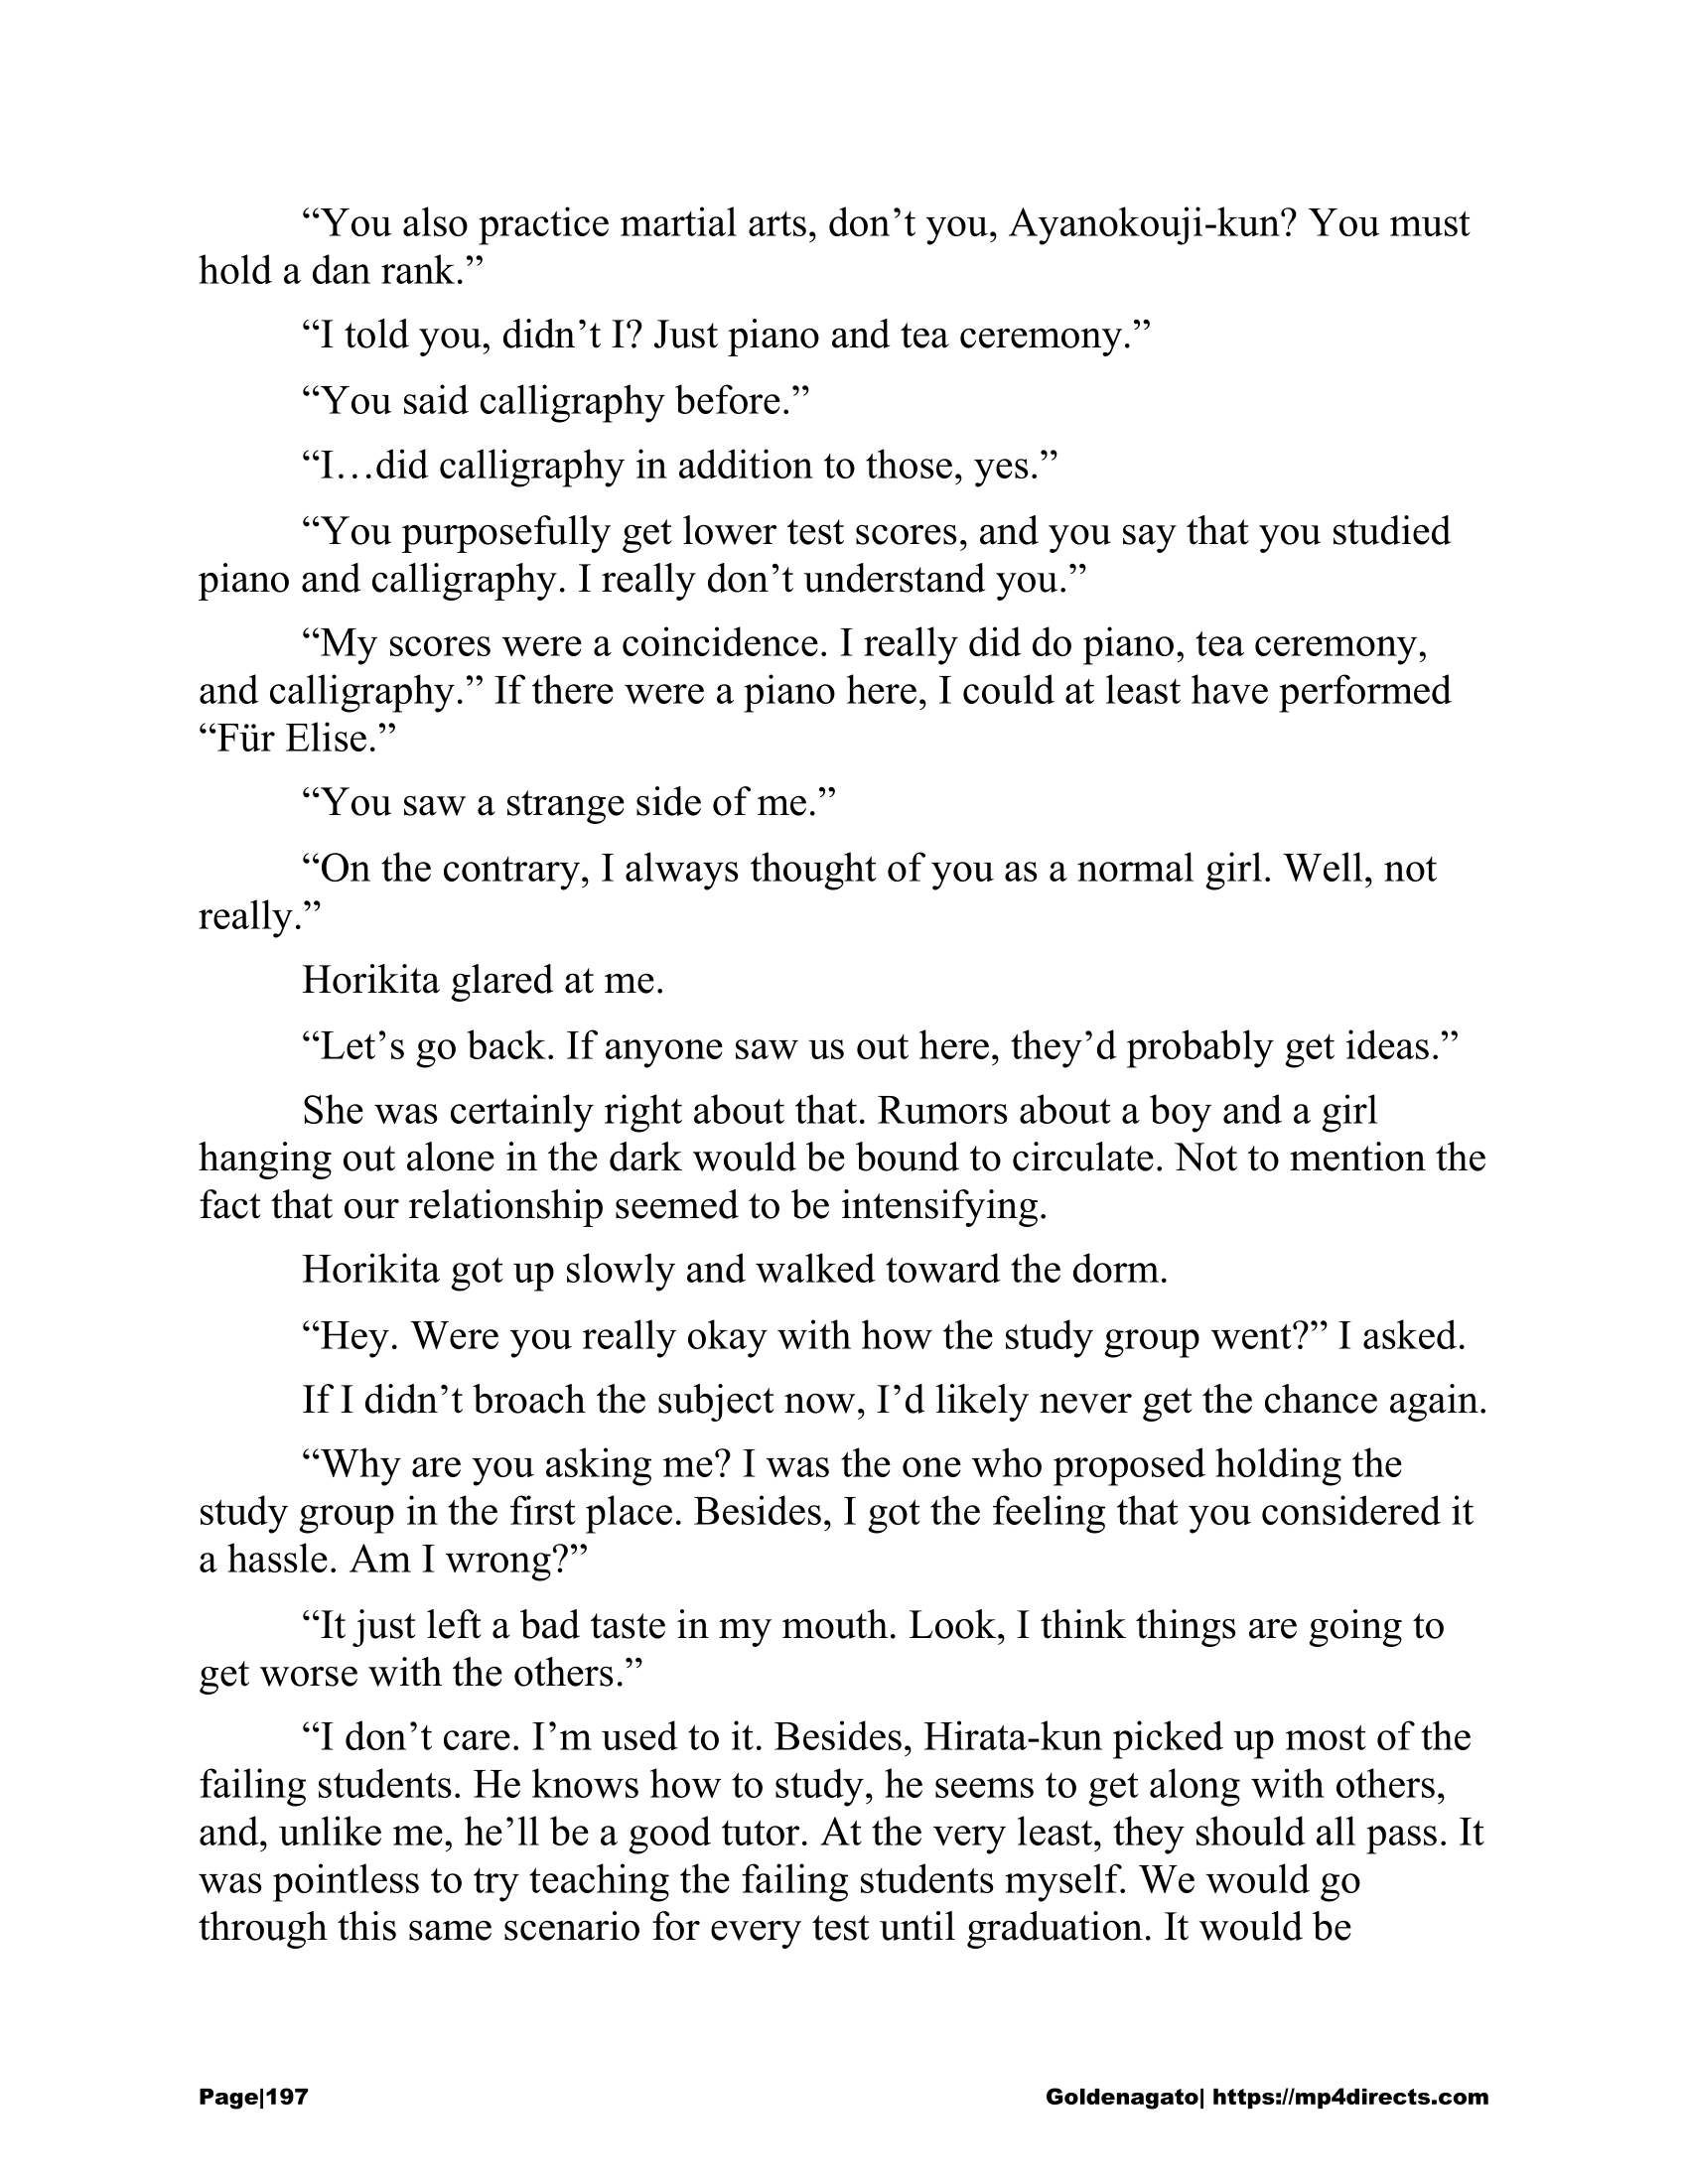 “You also practice martial arts, don’t you, Ayanokouji-kun? You must
hold a dan rank.”
“I told you, didn’t I? Just piano and tea ceremony.”
“You said calligraphy before.”
“I…did calligraphy in addition to those, yes.”
“You purposefully get lower test scores, and you say that you studied
piano and calligraphy. I really don’t understand you.”
“My scores were a coincidence. I really did do piano, tea ceremony,
and calligraphy.” If there were a piano here, I could at least have performed
“Für Elise.”
“You saw a strange side of me.”
“On the contrary, I always thought of you as a normal girl. Well, not
really.”
Horikita glared at me.
“Let’s go back. If anyone saw us out here, they’d probably get ideas.”
She was certainly right about that. Rumors about a boy and a girl
hanging out alone in the dark would be bound to circulate. Not to mention the
fact that our relationship seemed to be intensifying.
Horikita got up slowly and walked toward the dorm.
“Hey. Were you really okay with how the study group went?” I asked.
If I didn’t broach the subject now, I’d likely never get the chance again.
“Why are you asking me? I was the one who proposed holding the
study group in the first place. Besides, I got the feeling that you considered it
a hassle. Am I wrong?”
“It just left a bad taste in my mouth. Look, I think things are going to
get worse with the others.”
“I don’t care. I’m used to it. Besides, Hirata-kun picked up most of the
failing students. He knows how to study, he seems to get along with others,
and, unlike me, he’ll be a good tutor. At the very least, they should all pass. It
was pointless to try teaching the failing students myself. We would go
through this same scenario for every test until graduation. It would be
Page|197
Goldenagato| https://mp4directs.com